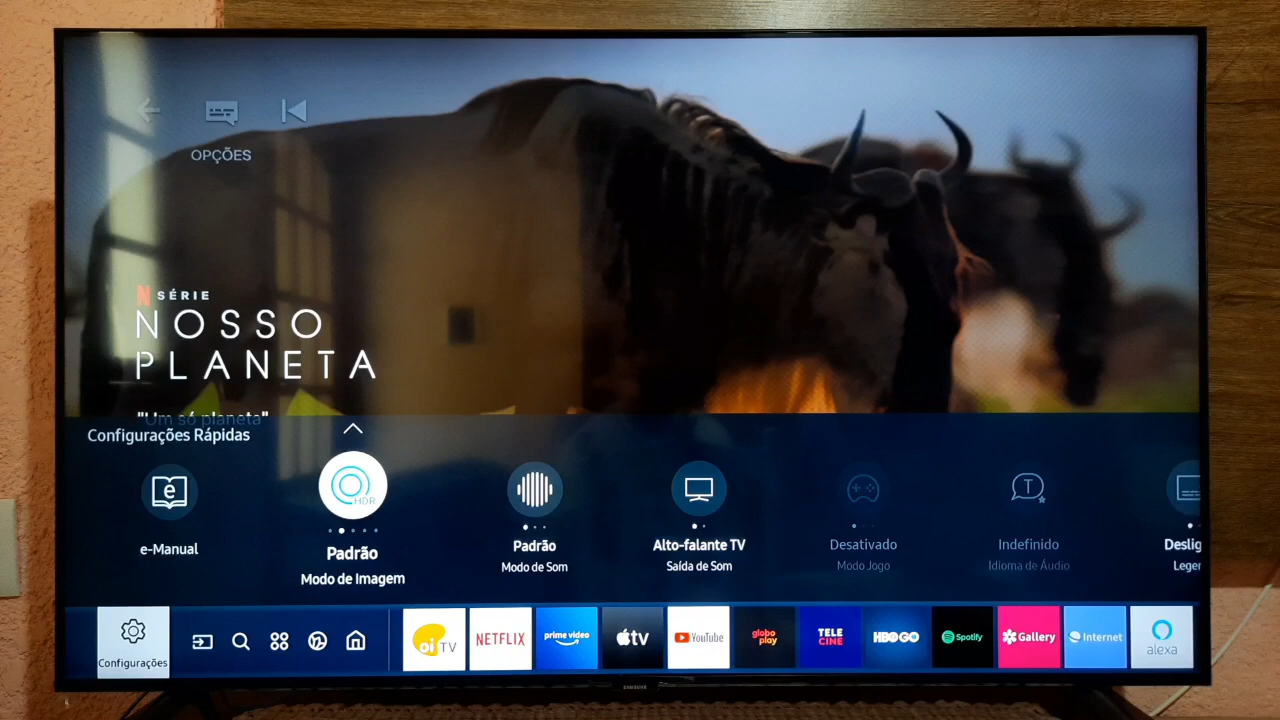 OPÇÕES
N SÉRIE
NOSSO
PLANETA
"Um só planeta"
Configurações Rápidas
e-Manual
HDR
Padrão
Modo de Imagem
Padrão
Modo de Som
Alto-falante TV
Saída de Som
Desativado
Modo Jogo
T
Indefinido
Idioma de Áudio
Deslig
Leger
Configurações
oi TV
NETFLIX
prime video
tv
YouTube
globo
play
TELE
CINE
HBO GO
Spotify
Gallery
Internet
alexa
SAMSUNG